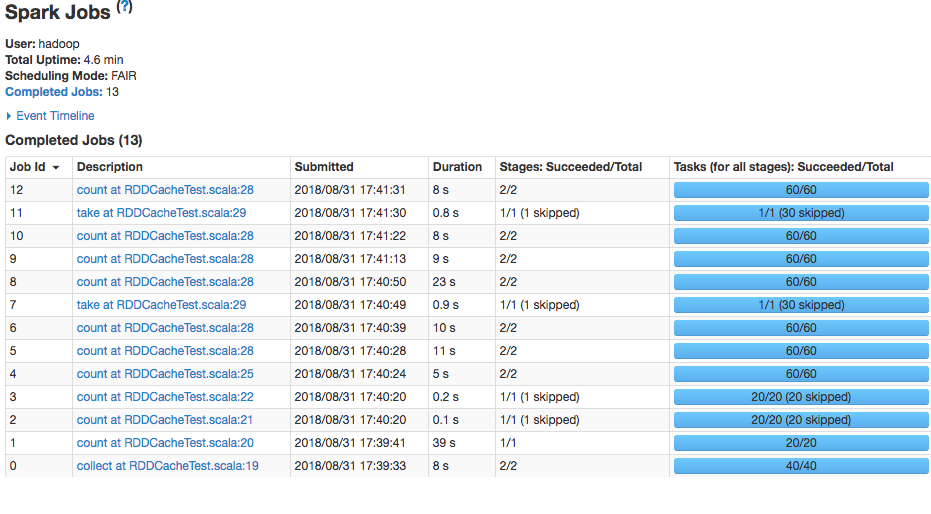 Spark Jobs (?)
User: hadoop
Total Uptime: 4.6 min
Scheduling Mode: FAIR
Completed Jobs: 13
Event Timeline
Completed Jobs (13)
Job Id Description Submitted Duration Stages: Succeeded/Total Tasks (for all stages): Succeeded/Total
12 count at RDDCacheTest.scala:28 2018/08/31 17:41:31 8 s 2/2 60/60
11 take at RDDCacheTest.scala:29 2018/08/31 17:41:30 0.8 s 1/1 (1 skipped) 1/1 (30 skipped)
10 count at RDDCacheTest.scala:28 2018/08/31 17:41:22 8 s 2/2 60/60
9 count at RDDCacheTest.scala:28 2018/08/31 17:41:13 9 s 2/2 60/60
8 count at RDDCacheTest.scala:28 2018/08/31 17:40:50 23 s 2/2 60/60
7 take at RDDCacheTest.scala:29 2018/08/31 17:40:49 0.9 s 1/1 (1 skipped) 1/1 (30 skipped)
6 count at RDDCacheTest.scala:28 2018/08/31 17:40:39 10 s 2/2 60/60
5 count at RDDCacheTest.scala:28 2018/08/31 17:40:28 11 s 2/2 60/60
4 count at RDDCacheTest.scala:25 2018/08/31 17:40:24 5 s 2/2 60/60
3 count at RDDCacheTest.scala:22 2018/08/31 17:40:20 0.2 s 1/1 (1 skipped) 20/20 (20 skipped)
2 count at RDDCacheTest.scala:21 2018/08/31 17:40:20 0.1 s 1/1 (1 skipped) 20/20 (20 skipped)
1 count at RDDCacheTest.scala:20 2018/08/31 17:39:41 39 s 1/1 20/20
0 collect at RDDCacheTest.scala:19 2018/08/31 17:39:33 8 s 2/2 40/40